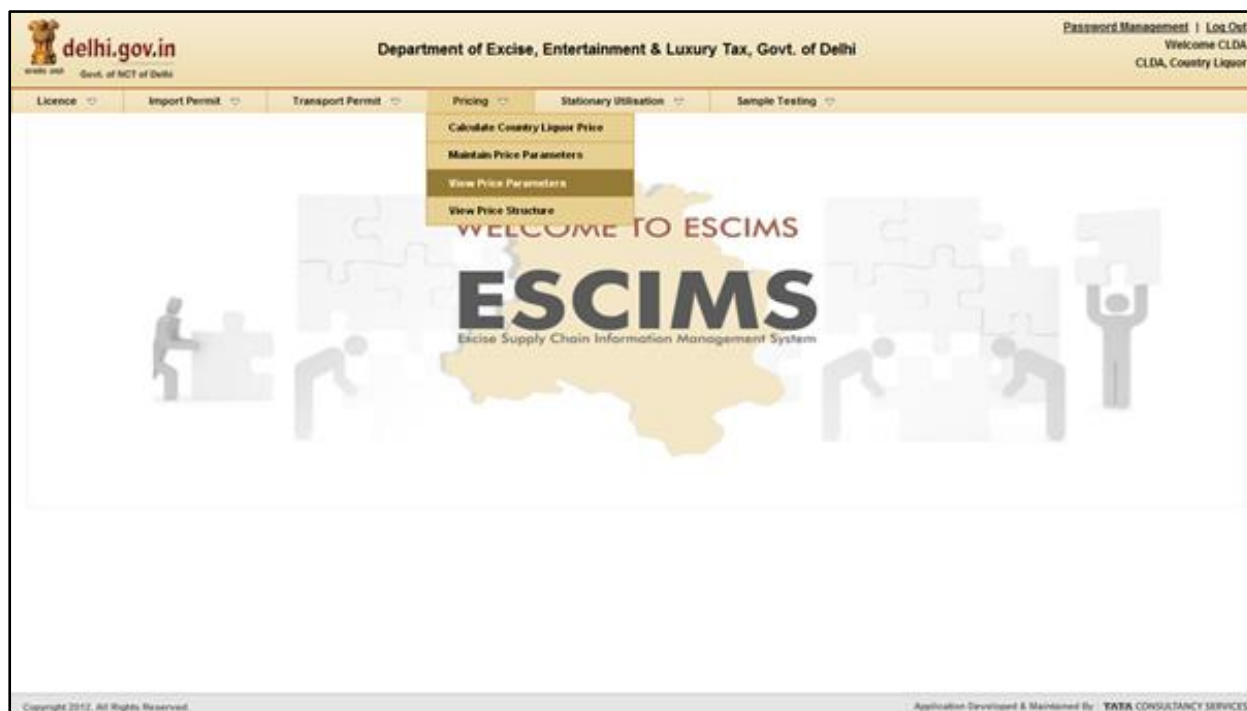 Password Management | Log Out
delhi.gov.in
Govt. of NCT of Delhi
Department of Excise, Entertainment & Luxury Tax, Govt. of Delhi
Welcome CLDA
CLDA, Country Liquor
Licence Import Permit Transport Permit Pricing Stationary Utilisation Sample Testing
Calculate Country Liquor Price
Maintain Price Parameters
View Price Parameters
View Price Structure
WELCOME TO ESCIMS
ESCIMS
Excise Supply Chain Information Management System
Copyright 2012. All Rights Reserved. Application Developed & Maintained By TATA CONSULTANCY SERVICES